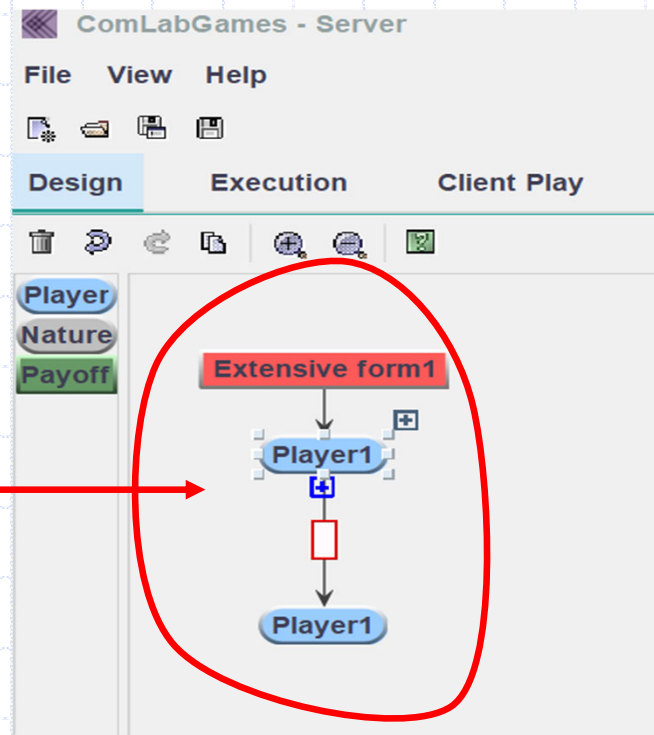 ComLabGames - Server
File View Help
Design Execution Client Play
Player
Nature
Payoff
Extensive form1
Player1
Player1